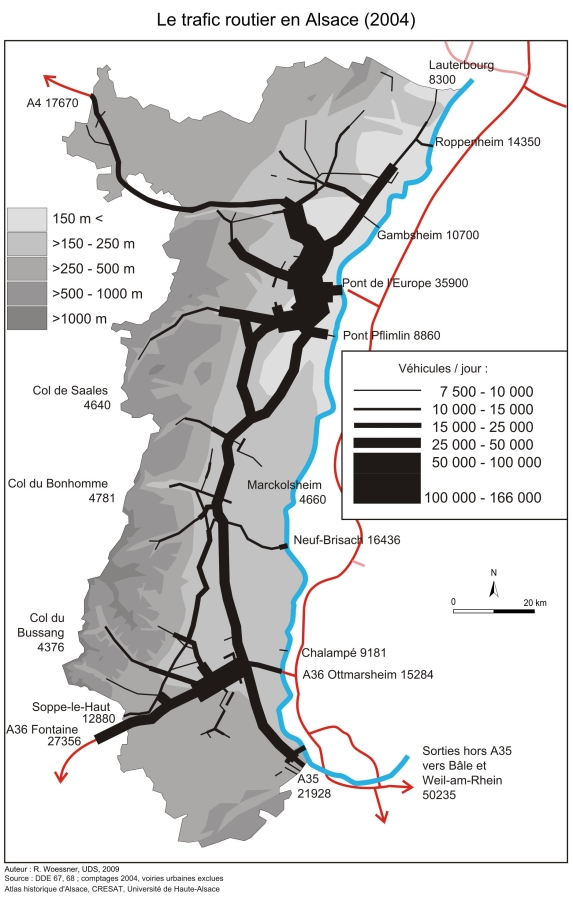 Le trafic routier en Alsace (2004)
Lauterbourg
8300
A4 17670
Roppenheim 14350
150 m <
>150 - 250 m
>250 - 500 m
>500 - 1000 m
>1000 m
Gambsheim 10700
Pont de l'Europe 35900
Pont Pflimlin 8860
Véhicules / jour :
7 500 - 10 000
10 000 - 15 000
15 000 - 25 000
25 000 - 50 000
50 000 - 100 000
100 000 - 166 000
Col de Saales
4640
Col du Bonhomme
4781
Marckolsheim
4660
Neuf-Brisach 16436
N
0 20 km
Col du
Bussang
4376
Chalampé 9181
A36 Ottmarsheim 15284
Soppe-le-Haut
12880
A36 Fontaine
27356
A35
21928
Sorties hors A35
vers Bâle et
Weil-am-Rhein
50235
Auteur : R. Woessner, UDS, 2009
Source : DDE 67, 68 ; comptages 2004, voiries urbaines exclues
Atlas historique d'Alsace, CRESAT, Université de Haute-Alsace